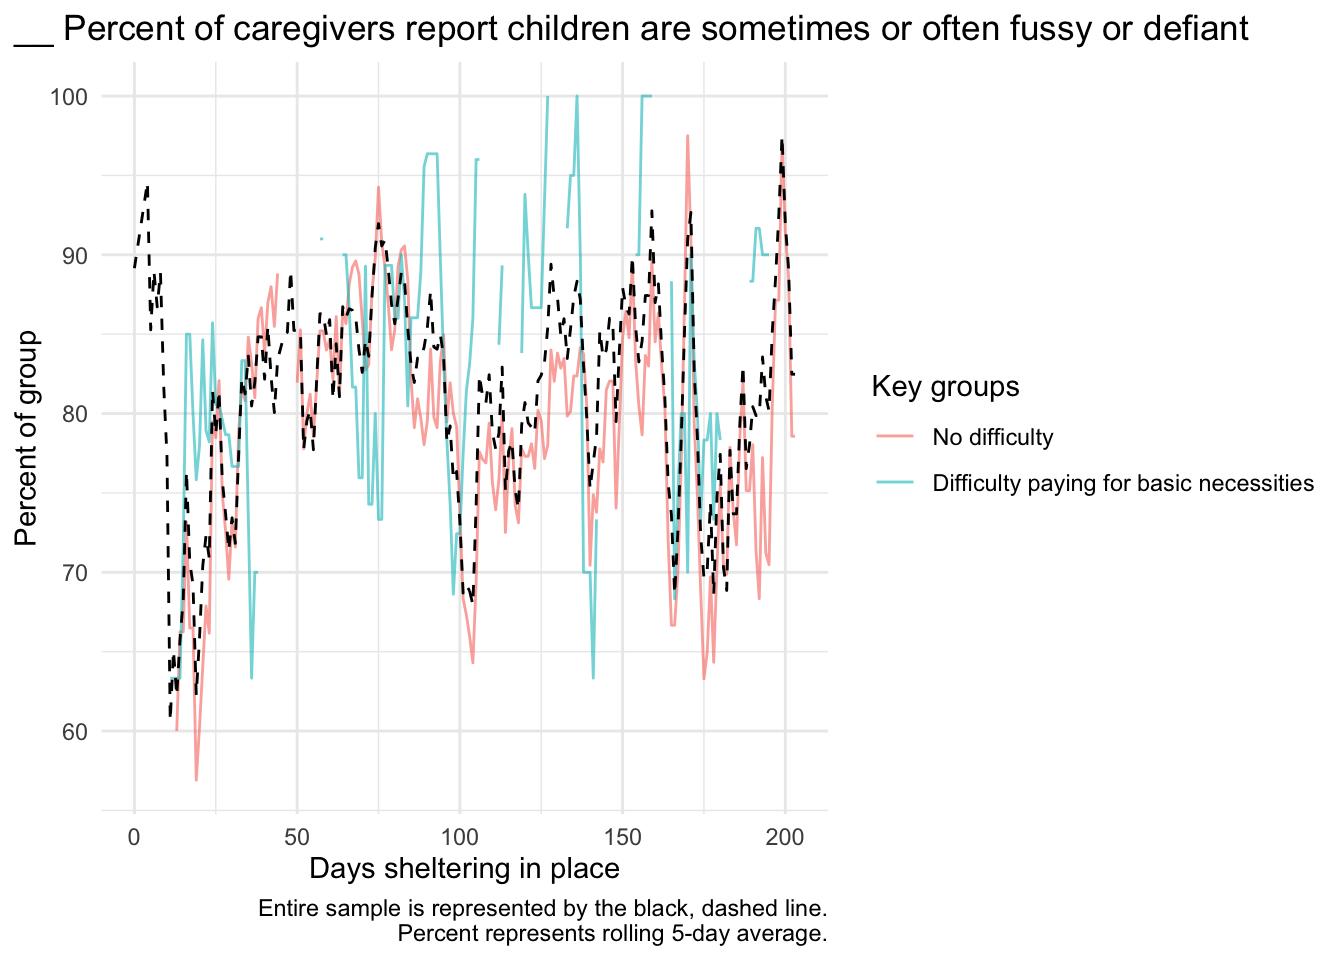 __ Percent of caregivers report children are sometimes or often fussy or defiant
100
90
80
70
60
Percent of group
0 50 100 150 200
Days sheltering in place
Key groups
No difficulty
Difficulty paying for basic necessities
Entire sample is represented by the black, dashed line.
Percent represents rolling 5-day average.